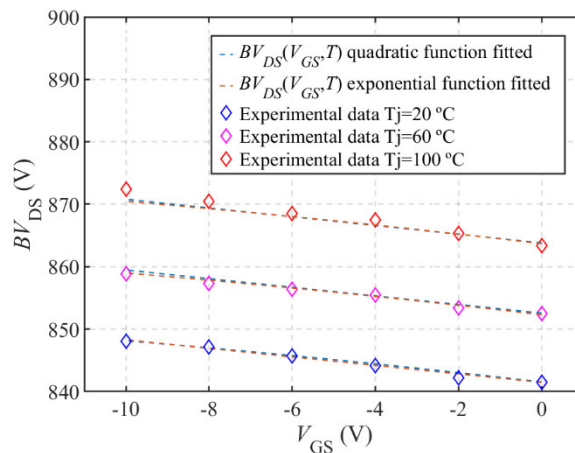 900
890
880
870
860
850
840
BV_DS (V)
BV_DS(V_GS,T) quadratic function fitted
BV_DS(V_GS,T) exponential function fitted
Experimental data Tj=20 ºC
Experimental data Tj=60 ºC
Experimental data Tj=100 ºC
-10 -8 -6 -4 -2 0
V_GS (V)